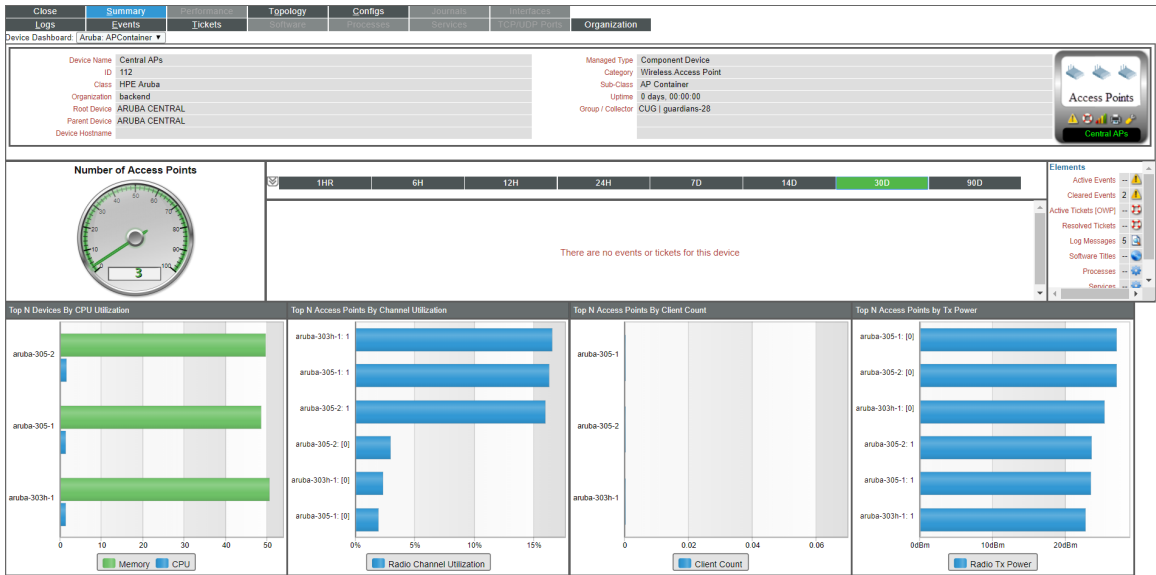 Close Summary Performance Topology Configs Journals Interfaces
Logs Events Tickets Software Processes Services TCP/UDP Ports Organization
Device Dashboard: Aruba: APContainer ▼
Device Name Central APs Managed Type Component Device
ID 112 Category Wireless.Access Point
Class HPE Aruba Sub-Class AP Container
Organization backend Uptime 0 days, 00:00:00
Root Device ARUBA CENTRAL Group / Collector CUG | guardians-28
Parent Device ARUBA CENTRAL
Device Hostname
Access Points
Central APs
Number of Access Points
0 10 20 30 40 50 60 70 80 90 100
3
1HR 6H 12H 24H 7D 14D 30D 90D
There are no events or tickets for this device
Elements
Active Events --
Cleared Events 2
Active Tickets [OWP] --
Resolved Tickets --
Log Messages 5
Software Titles --
Processes --
Services --
Top N Devices By CPU Utilization
aruba-305-2
aruba-305-1
aruba-303h-1
0 10 20 30 40 50
Memory CPU
Top N Access Points By Channel Utilization
aruba-303h-1: 1
aruba-305-1: 1
aruba-305-2: 1
aruba-305-2: [0]
aruba-303h-1: [0]
aruba-305-1: [0]
0% 5% 10% 15%
Radio Channel Utilization
Top N Access Points By Client Count
aruba-305-1
aruba-305-2
aruba-303h-1
0 0.02 0.04 0.06
Client Count
Top N Access Points by Tx Power
aruba-305-1: [0]
aruba-305-2: [0]
aruba-303h-1: [0]
aruba-305-2: 1
aruba-305-1: 1
aruba-303h-1: 1
0dBm 10dBm 20dBm
Radio Tx Power